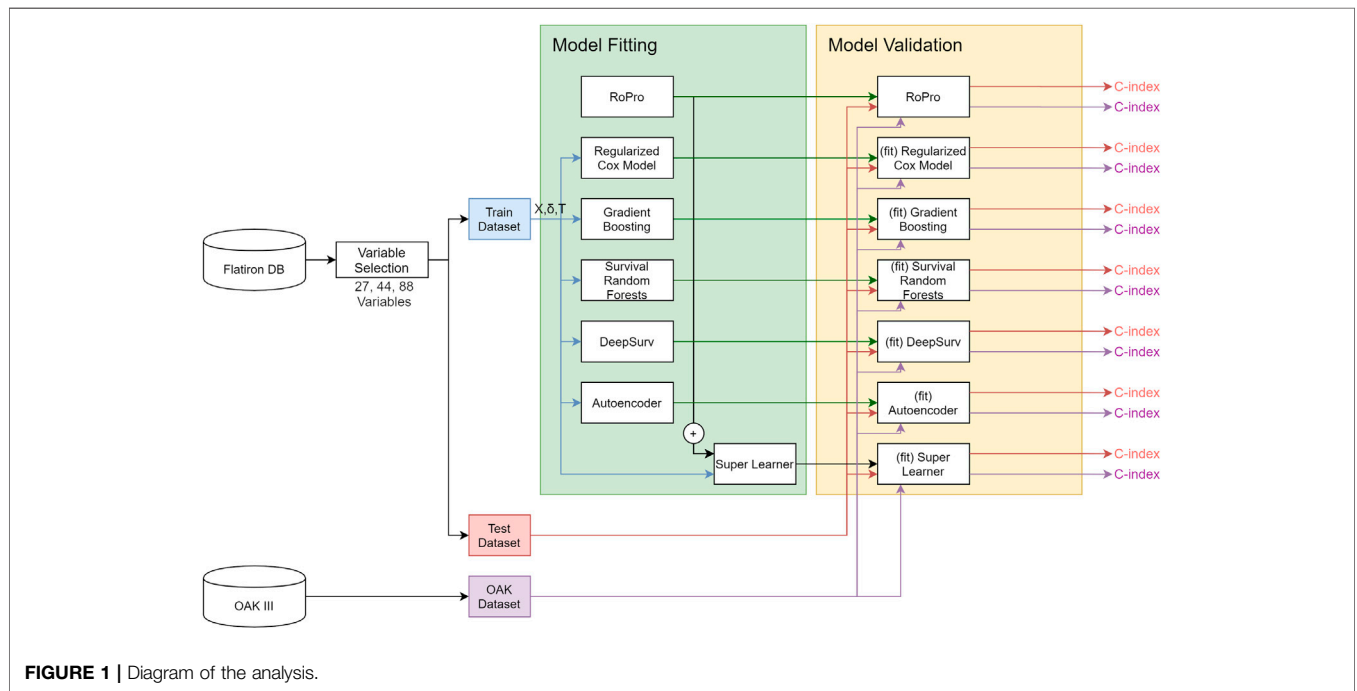 Model Fitting
Model Validation
RoPro
RoPro
C-index
C-index
Regularized
Cox Model
(fit) Regularized
Cox Model
C-index
C-index
Train
Dataset
X,δ,T
Gradient
Boosting
(fit) Gradient
Boosting
C-index
C-index
Flatiron DB
Variable
Selection
27, 44, 88
Variables
Survival
Random
Forests
(fit) Survival
Random
Forests
C-index
C-index
DeepSurv
(fit) DeepSurv
C-index
C-index
Autoencoder
(fit)
Autoencoder
C-index
C-index
+
Super Learner
(fit) Super
Learner
C-index
C-index
Test
Dataset
OAK III
OAK
Dataset
FIGURE 1 | Diagram of the analysis.